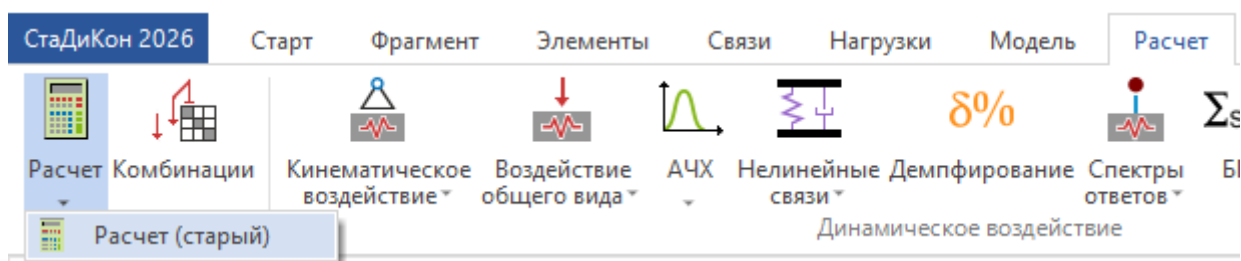 СтаДиКон 2026 Старт Фрагмент Элементы Связи Нагрузки Модель Расчет
δ% Σs
Расчет Комбинации Кинематическое воздействие Воздействие общего вида АЧХ Нелинейные связи Демпфирование Спектры ответов
Расчет (старый) Динамическое воздействие